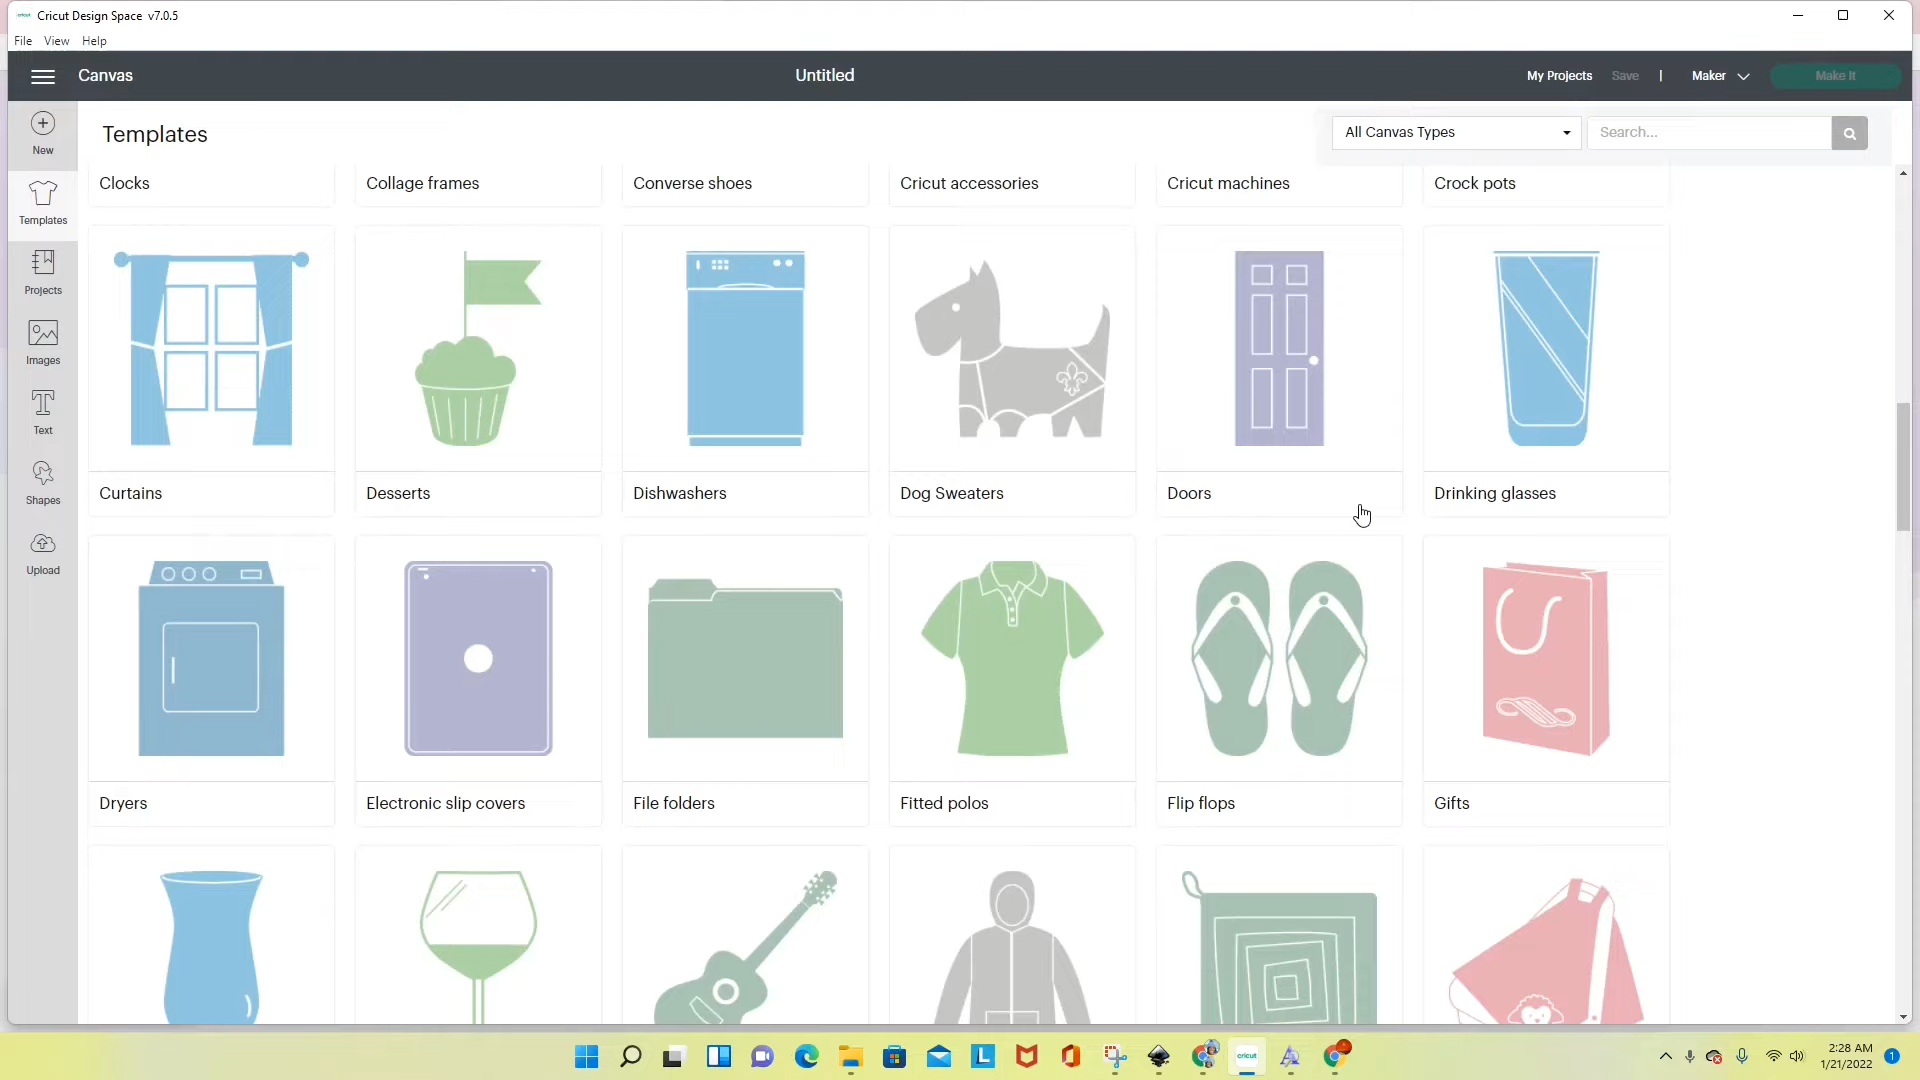 cricut Cricut Design Space v7.0.5
File View Help
Canvas
Untitled
My Projects Save | Maker Make It
New
Templates
Projects
Images
Text
Shapes
Upload
Templates
All Canvas Types
Search...
Clocks Collage frames Converse shoes Cricut accessories Cricut machines Crock pots
Curtains Desserts Dishwashers Dog Sweaters Doors Drinking glasses
Dryers Electronic slip covers File folders Fitted polos Flip flops Gifts
L
cricut
2:28 AM
1/21/2022
1